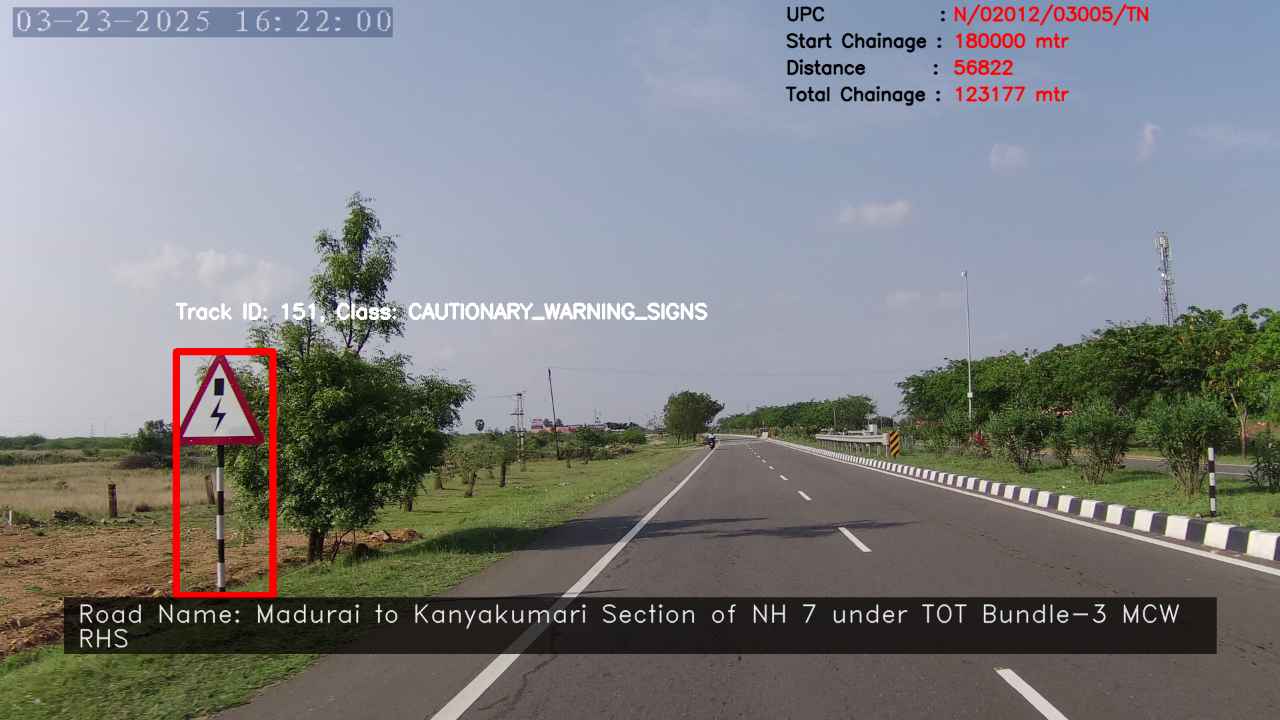 03-23-2025 16:22:00
UPC : N/02012/03005/TN
Start Chainage : 180000 mtr
Distance : 56822
Total Chainage : 123177 mtr
Track ID: 151, Class: CAUTIONARY_WARNING_SIGNS
Road Name: Madurai to Kanyakumari Section of NH 7 under TOT Bundle-3 MCW
RHS